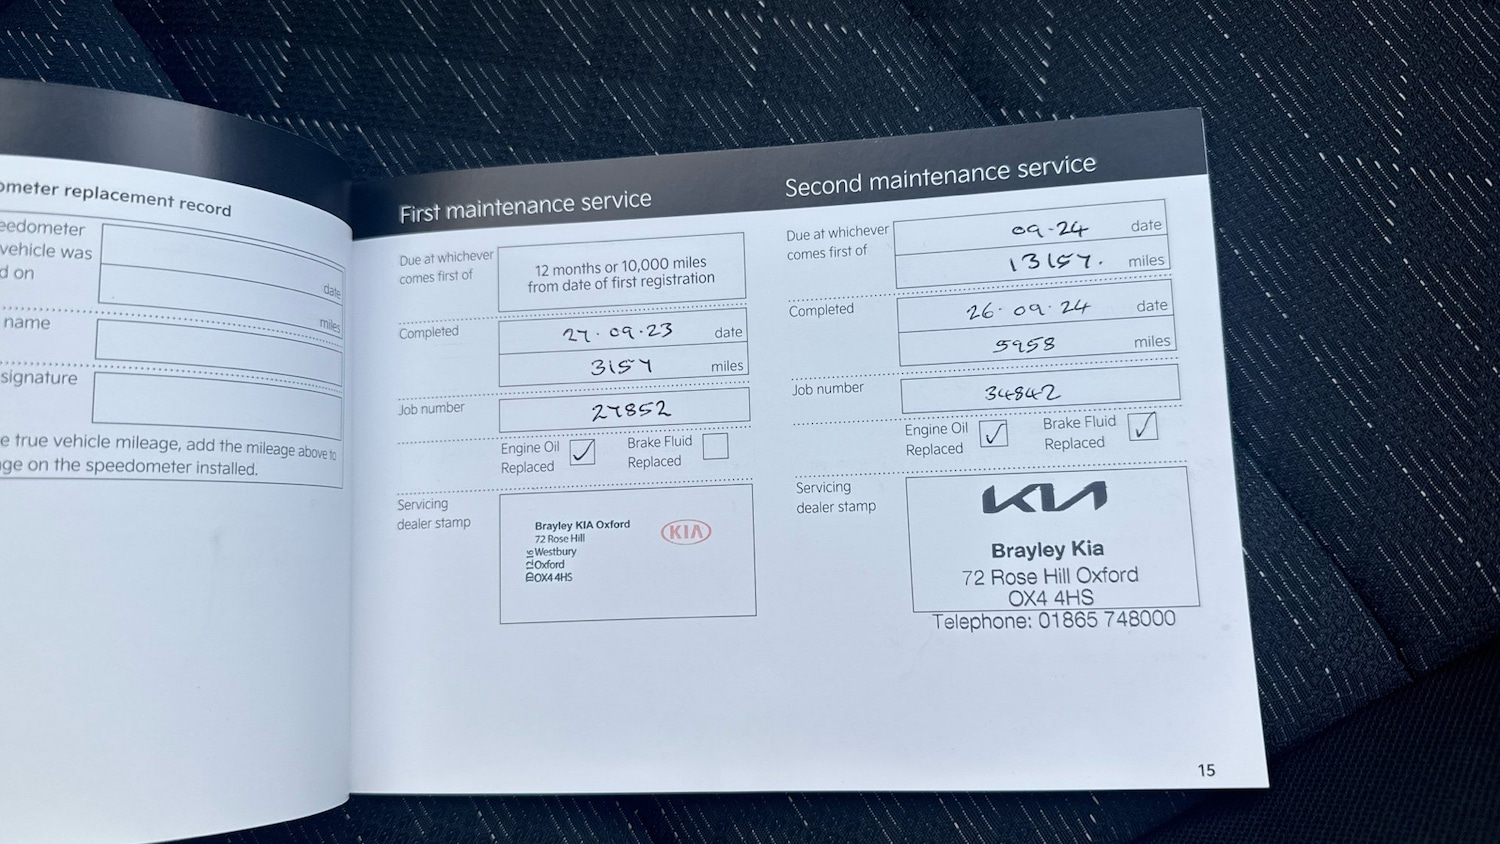 ometer replacement record
eedometer
vehicle was
d on
date
miles
name
signature
e true vehicle mileage, add the mileage above to
ge on the speedometer installed.
First maintenance service
Due at whichever
comes first of
12 months or 10,000 miles
from date of first registration
Completed
27.09.23 date
3157 miles
Job number
27852
Engine Oil
Replaced
✓
Brake Fluid
Replaced
Servicing
dealer stamp
Brayley KIA Oxford
72 Rose Hill
Westbury
Oxford
OX4 4HS
KIA
Second maintenance service
Due at whichever
comes first of
09.24 date
13157. miles
Completed
26.09.24 date
5958 miles
Job number
34842
Engine Oil
Replaced
✓
Brake Fluid
Replaced
✓
Servicing
dealer stamp
KIA
Brayley Kia
72 Rose Hill Oxford
OX4 4HS
Telephone: 01865 748000
15